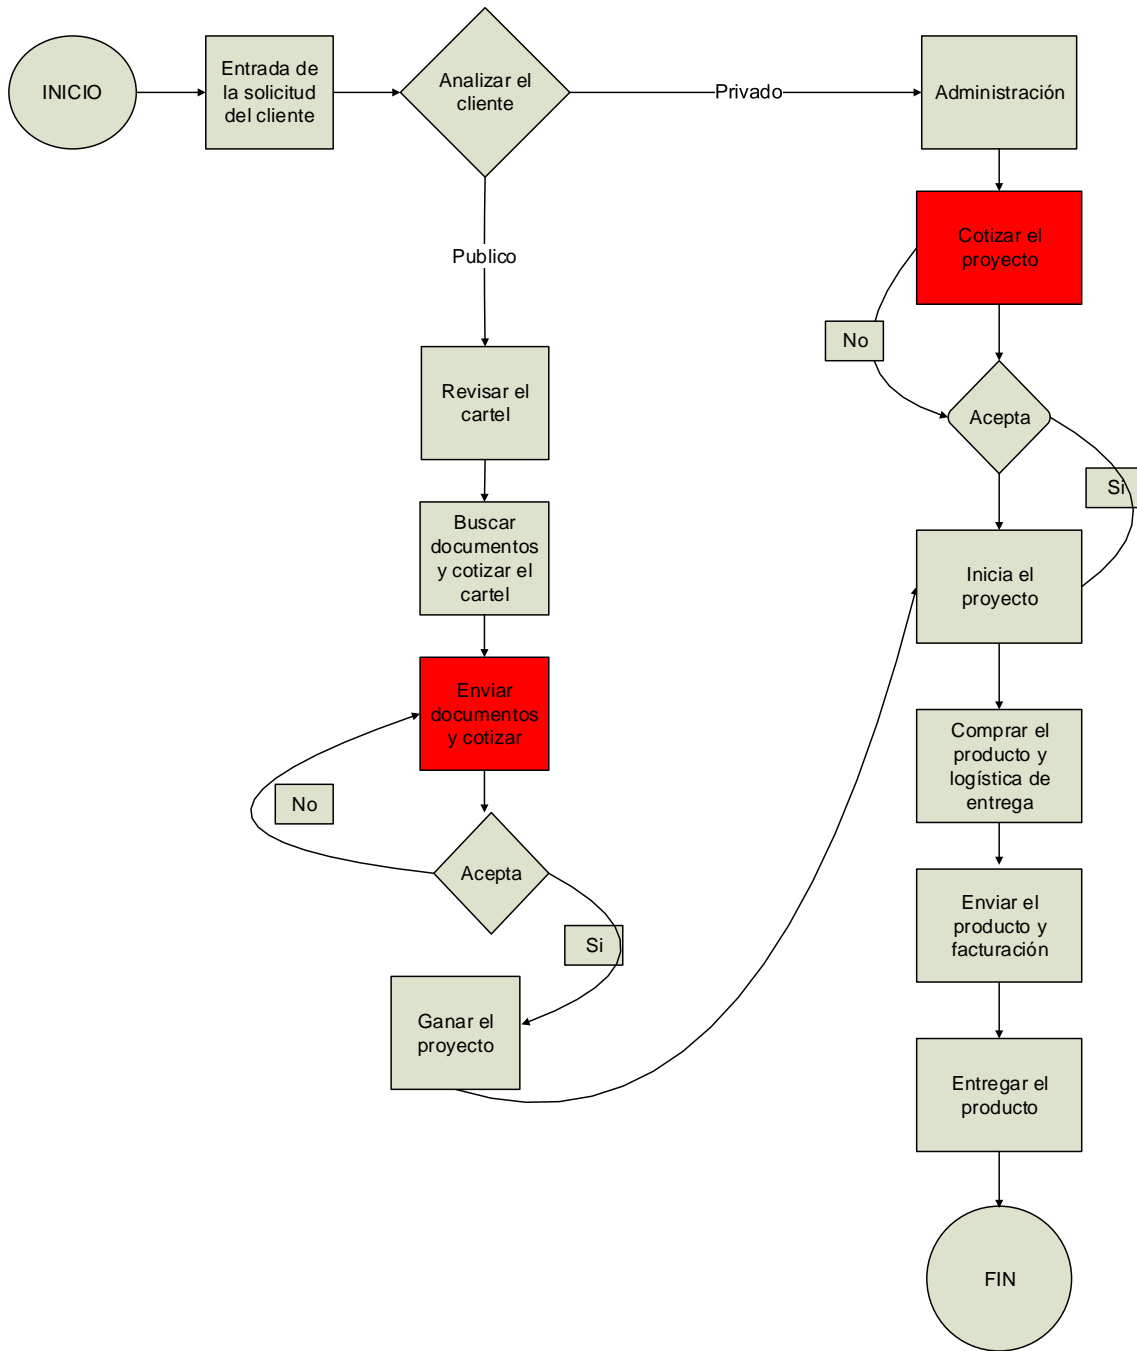 INICIO
Entrada de
la solicitud
del cliente
Analizar el
cliente
Privado
Administración
Publico
Cotizar el
proyecto
No
Acepta
Si
Revisar el
cartel
Buscar
documentos
y cotizar el
cartel
Inicia el
proyecto
Enviar
documentos
y cotizar
No
Acepta
Si
Ganar el
proyecto
Comprar el
producto y
logística de
entrega
Enviar el
producto y
facturación
Entregar el
producto
FIN